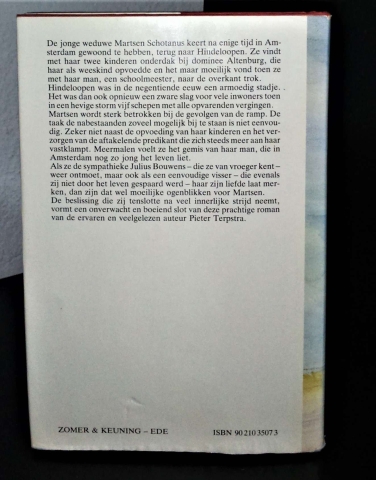 De jonge weduwe Martsen Schotanus keert na enige tijd in Am-
sterdam gewoond te hebben, terug naar Hindeloopen. Ze vindt
met haar twee kinderen onderdak bij dominee Altenburg, die
haar als weeskind opvoedde en het maar moeilijk vond toen ze
met haar man, een schoolmeester, naar de overkant trok.
Hindeloopen was in de negentiende eeuw een armoedig stadje. .
Het was dan ook opnieuw een zware slag voor vele inwoners toen
in een hevige storm vijf schepen met alle opvarenden vergingen.
Martsen wordt sterk betrokken bij de gevolgen van de ramp. De
taak de nabestaanden zoveel mogelijk bij te staan is niet eenvou-
dig. Zeker niet naast de opvoeding van haar kinderen en het ver-
zorgen van de aftakelende predikant die zich steeds meer aan haar
vastklampt. Meermalen voelt ze het gemis van haar man, die in
Amsterdam nog zo jong het leven liet.
Als ze de sympathieke Julius Bouwens – die ze van vroeger kent –
weer ontmoet, maar ook als een eenvoudige visser – die evenals
zij niet door het leven gespaard werd – haar zijn liefde laat mer-
ken, dan zijn dat wel moeilijke ogenblikken voor Martsen.
De beslissing die zij tenslotte na veel innerlijke strijd neemt,
vormt een onverwacht en boeiend slot van deze prachtige roman
van de ervaren en veelgelezen auteur Pieter Terpstra.
ZOMER & KEUNING – EDE
ISBN 90 210 3507 3